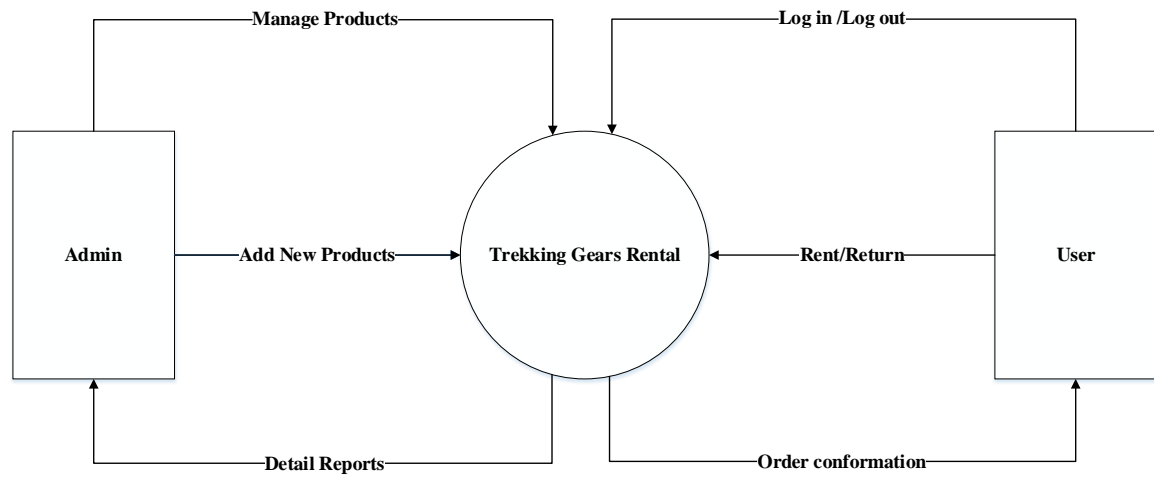 Manage Products
Log in /Log out
Admin
Add New Products
Trekking Gears Rental
Rent/Return
User
Detail Reports
Order conformation